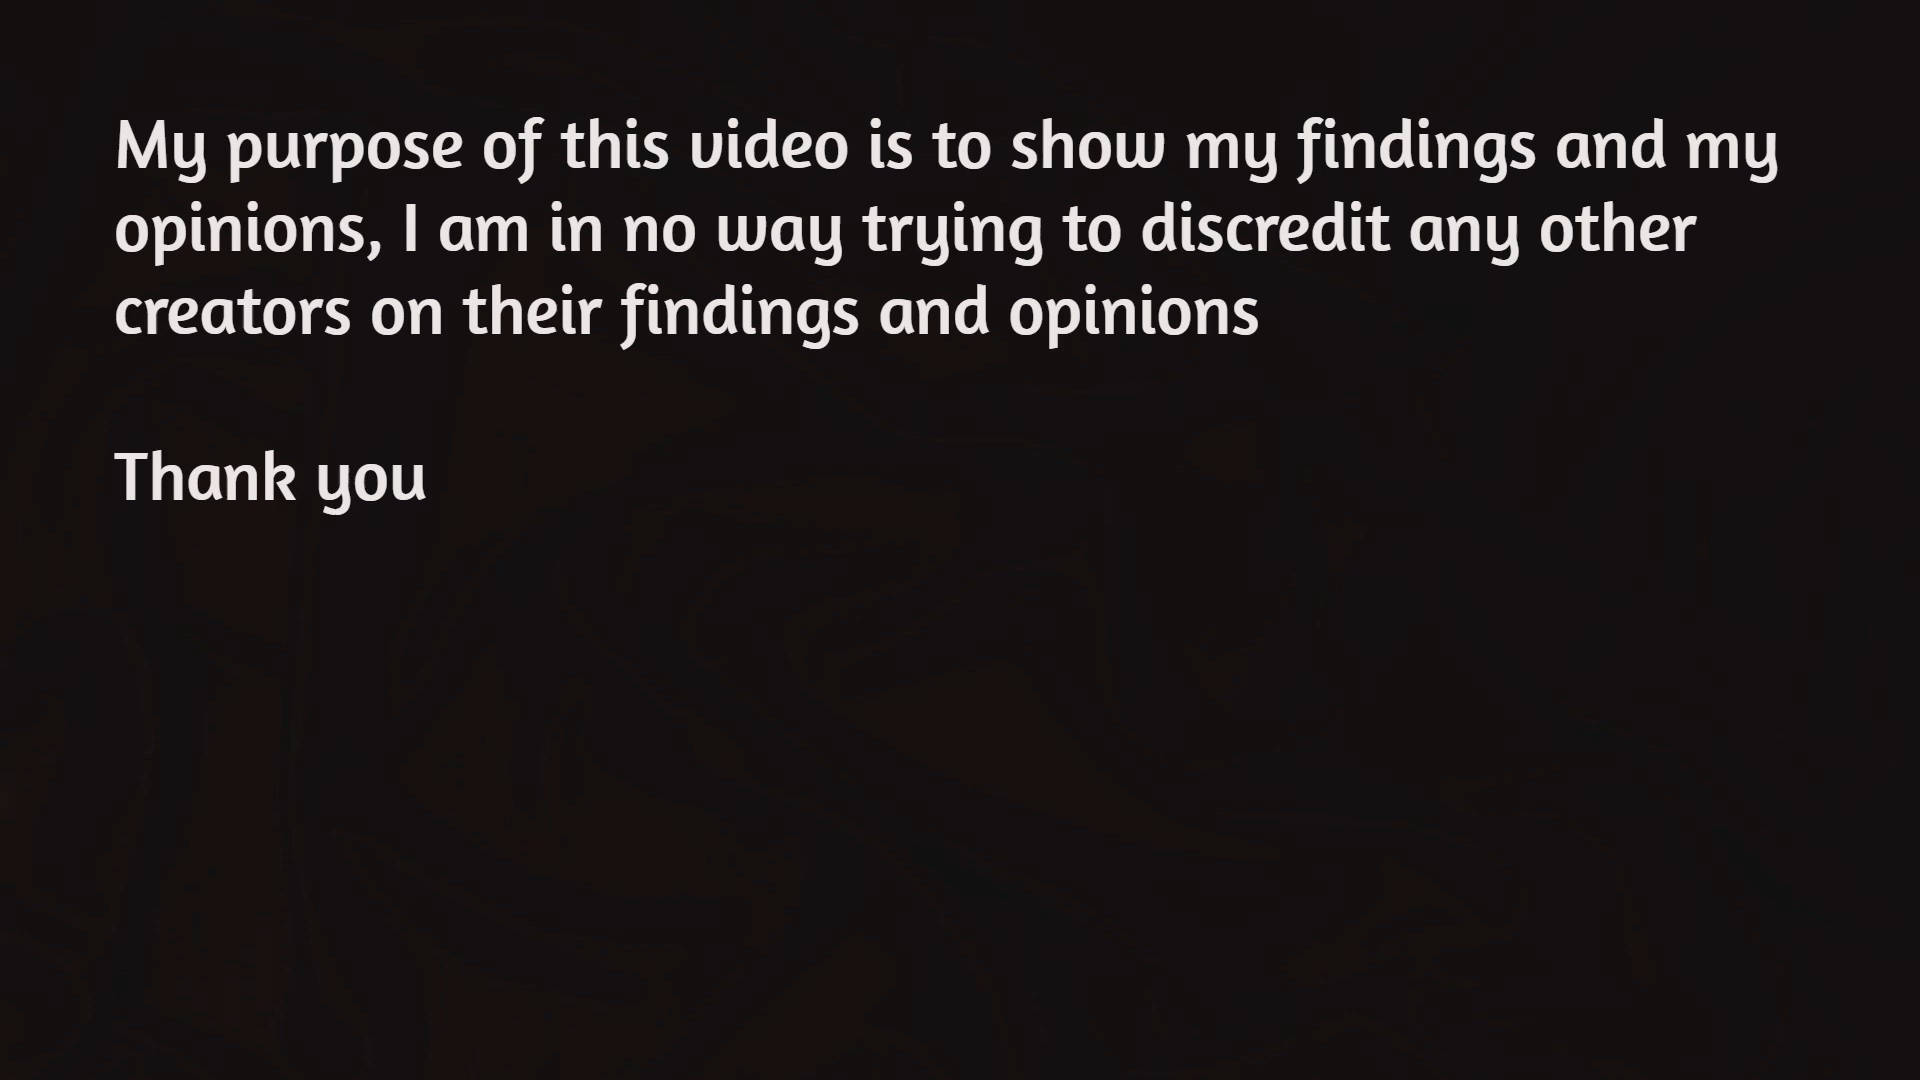 My purpose of this video is to show my findings and my
opinions, I am in no way trying to discredit any other
creators on their findings and opinions
Thank you